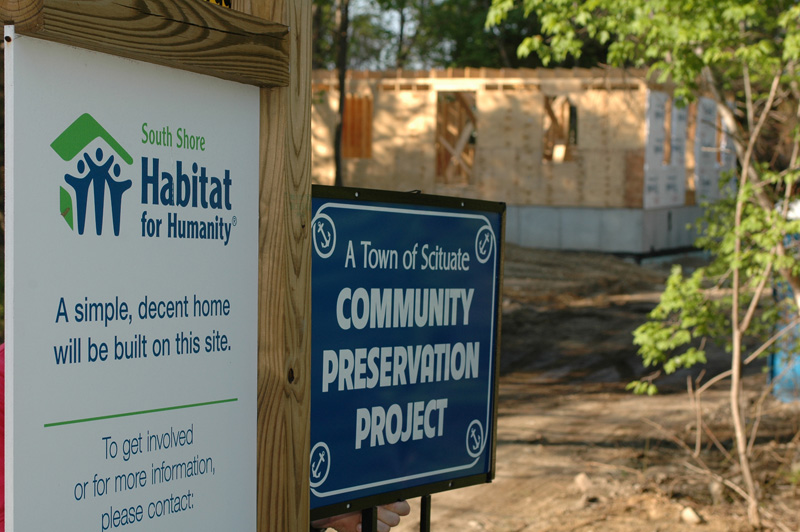 South Shore
Habitat
for Humanity®
A simple, decent home
will be built on this site.
To get involved
or for more information,
please contact:
A Town of Scituate
COMMUNITY
PRESERVATION
PROJECT